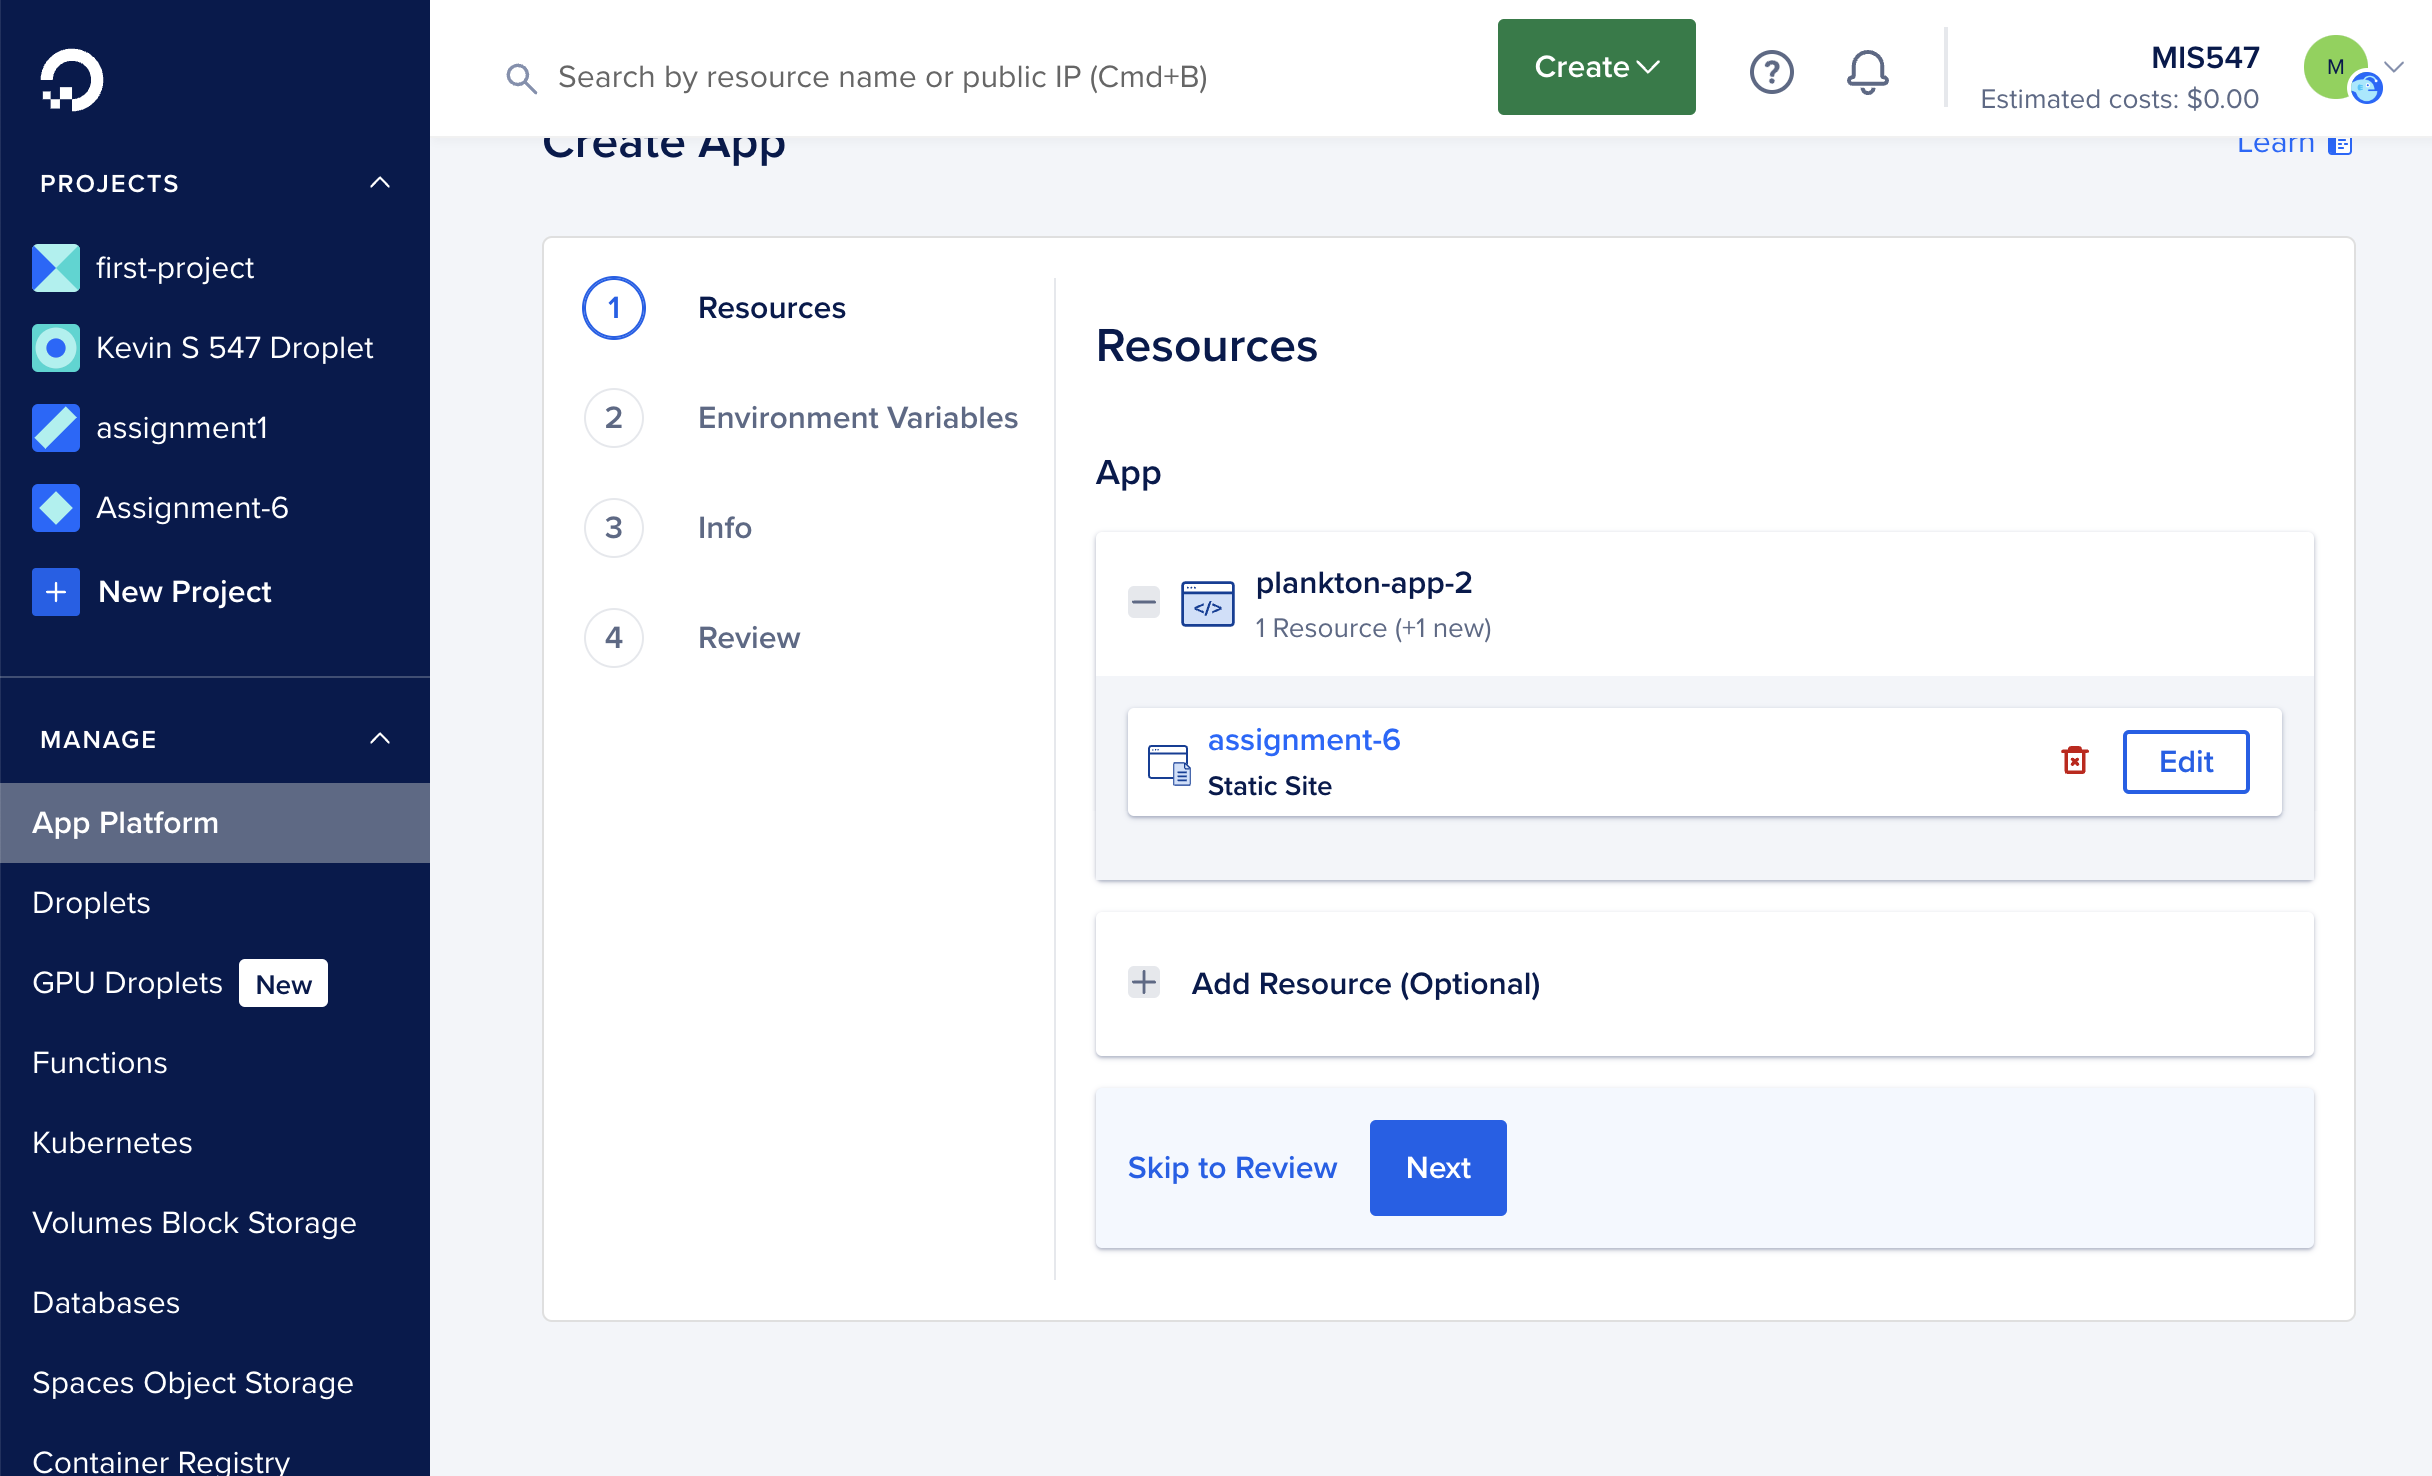 PROJECTS
first-project
Kevin S 547 Droplet
assignment1
Assignment-6
+ New Project
MANAGE
App Platform
Droplets
GPU Droplets New
Functions
Kubernetes
Volumes Block Storage
Databases
Spaces Object Storage
Container Registry
Search by resource name or public IP (Cmd+B)
Create
?
MIS547
Estimated costs: $0.00
M
Create App
Learn
1 Resources
2 Environment Variables
3 Info
4 Review
Resources
App
</>
plankton-app-2
1 Resource (+1 new)
assignment-6
Static Site
Edit
+ Add Resource (Optional)
Skip to Review
Next